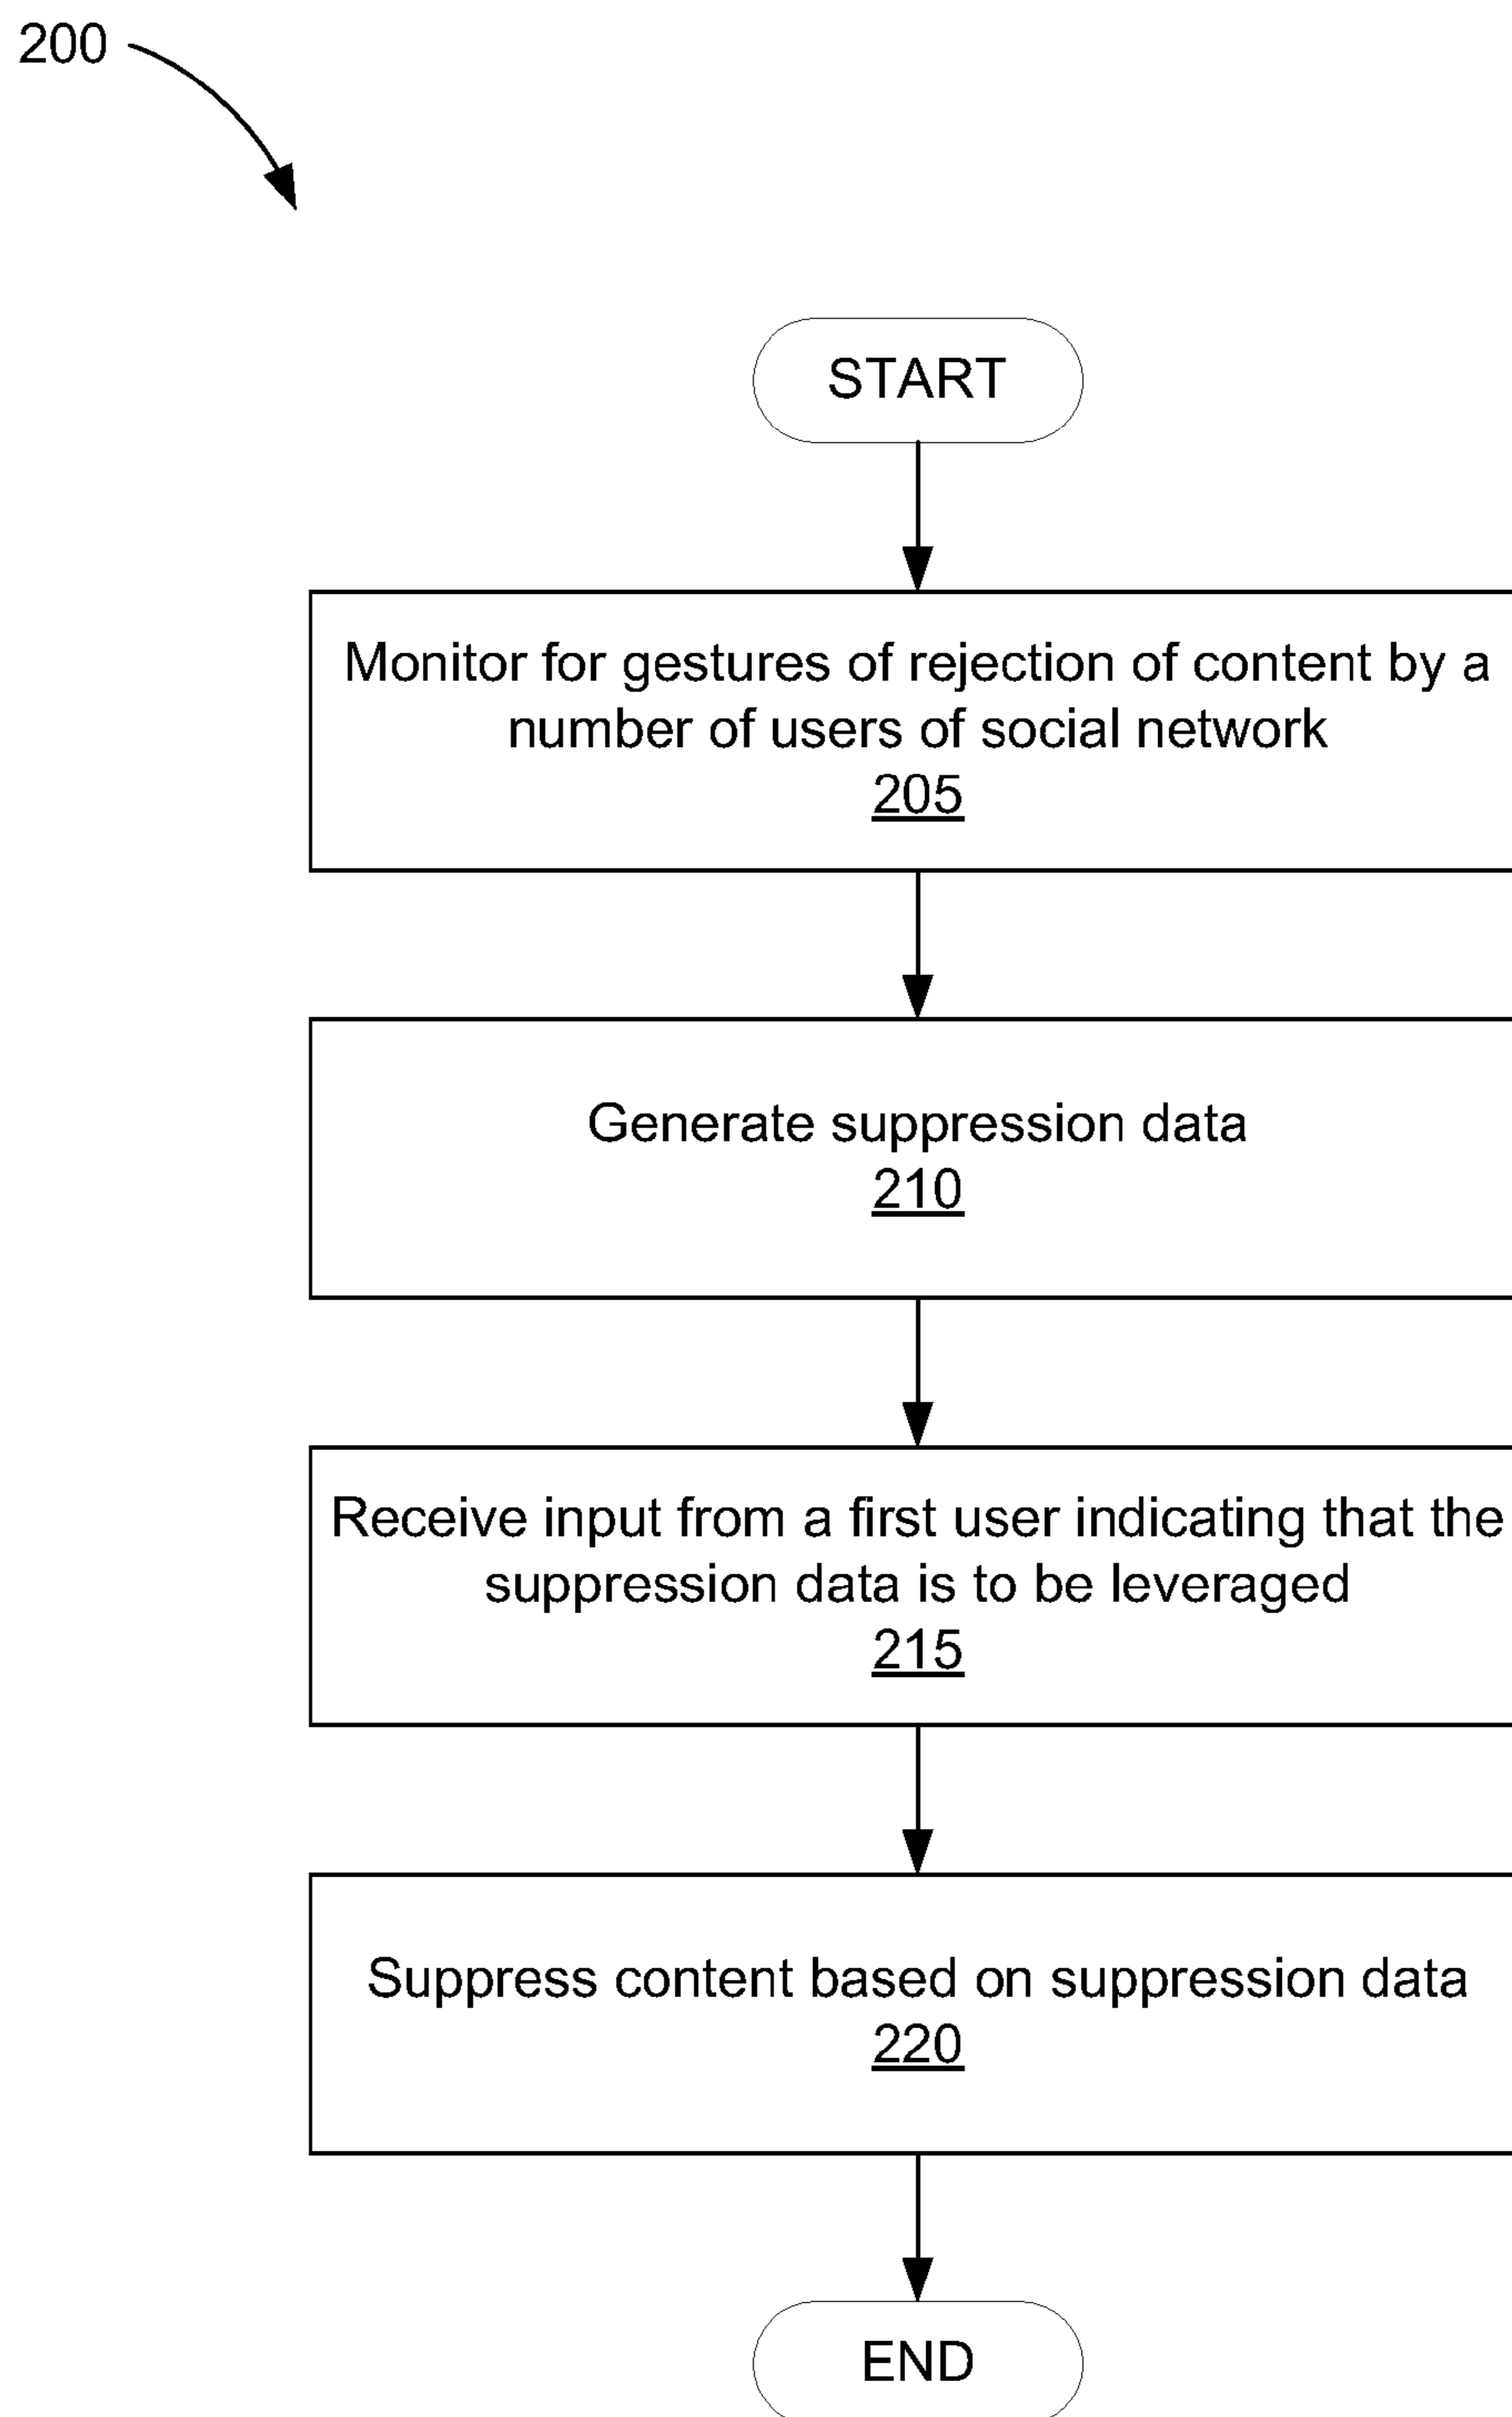 200
START
Monitor for gestures of rejection of content by a
number of users of social network
205
Generate suppression data
210
Receive input from a first user indicating that the
suppression data is to be leveraged
215
Suppress content based on suppression data
220
END